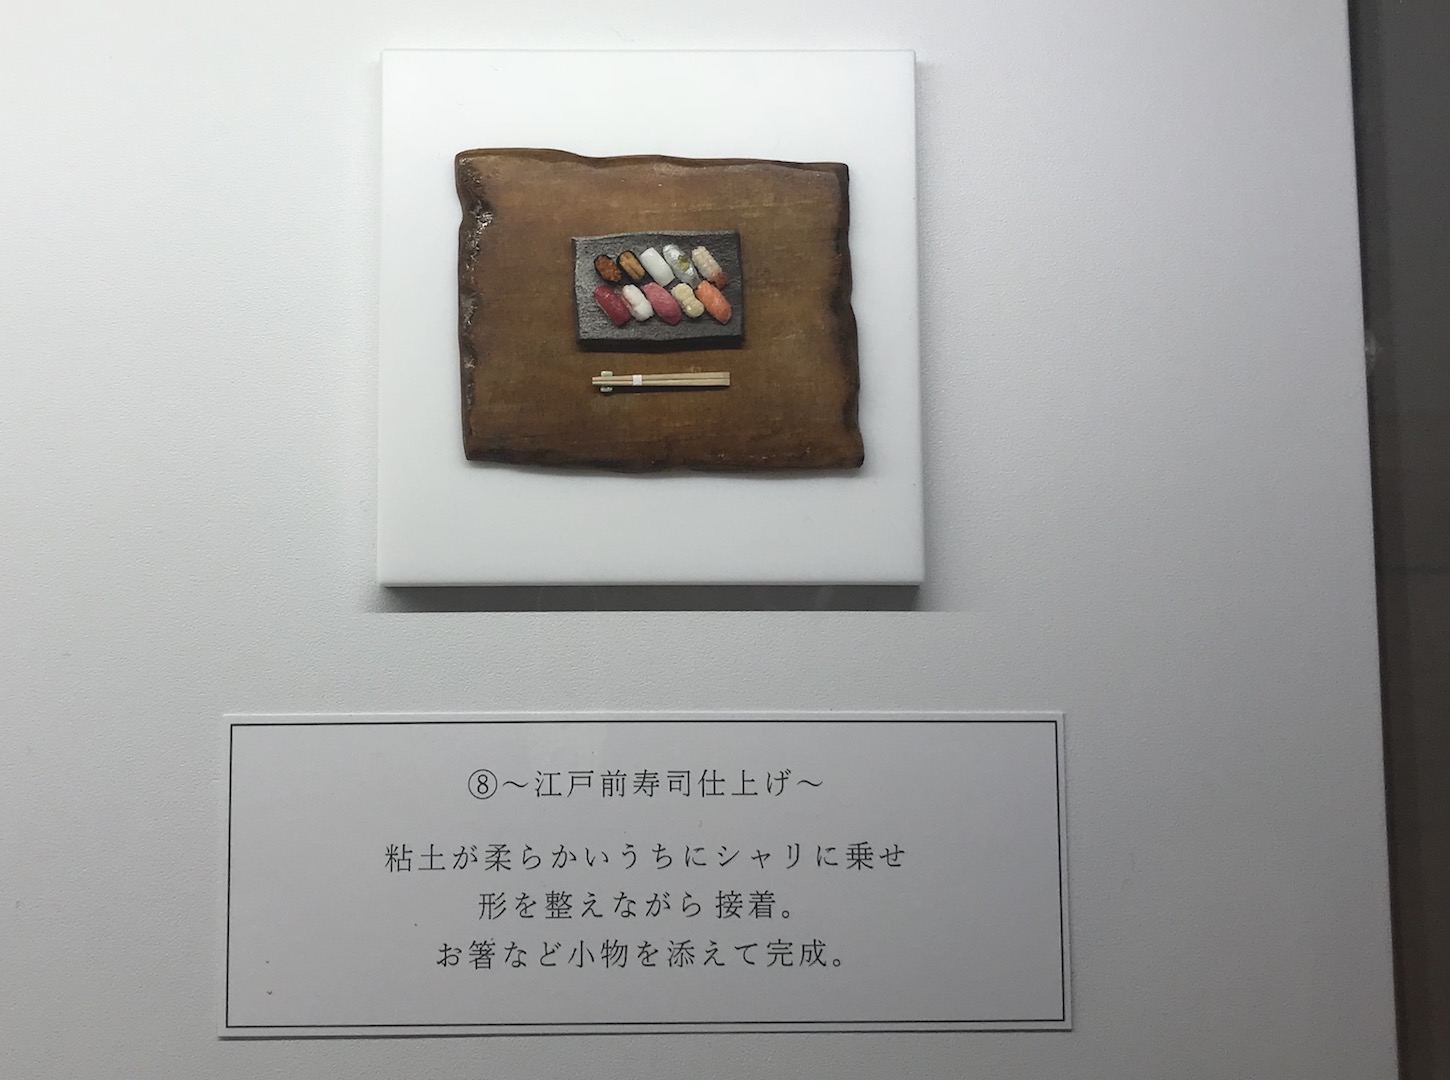 ⑧～江戸前寿司仕上げ～
粘土が柔らかいうちにシャリに乗せ
形を整えながら接着。
お箸など小物を添えて完成。